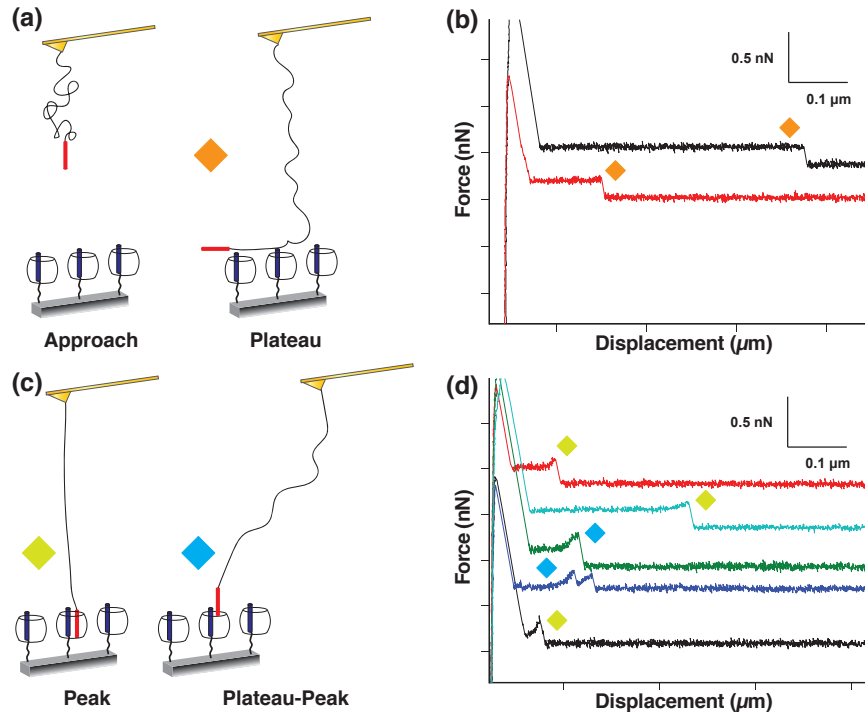 (a)
Approach
Plateau
(b)
0.5 nN
0.1 µm
Force (nN)
Displacement (µm)
(c)
Peak
Plateau-Peak
(d)
0.5 nN
0.1 µm
Force (nN)
Displacement (µm)